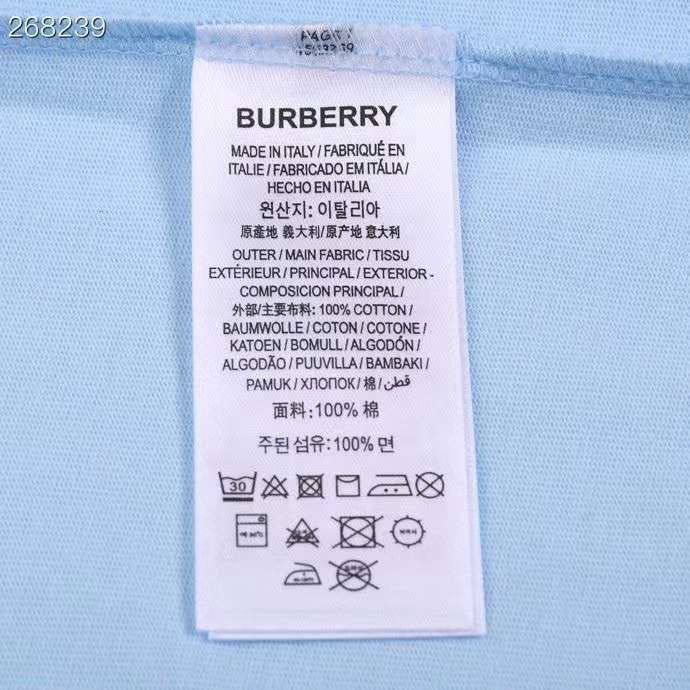 268239
BURBERRY
MADE IN ITALY / FABRIQUÉ EN
ITALIE / FABRICADO EM ITÁLIA /
HECHO EN ITALIA
원산지: 이탈리아
原產地 義大利/原产地 意大利
OUTER / MAIN FABRIC / TISSU
EXTÉRIEUR / PRINCIPAL / EXTERIOR -
COMPOSICION PRINCIPAL /
外部/主要布料: 100% COTTON /
BAUMWOLLE / COTON / COTONE /
KATOEN / BOMULL / ALGODÓN /
ALGODÃO / PUUVILLA / BAMBAKI /
PAMUK / ХЛОПОК / 棉 / قطن /
面料:100% 棉
주된 섬유:100% 면
30